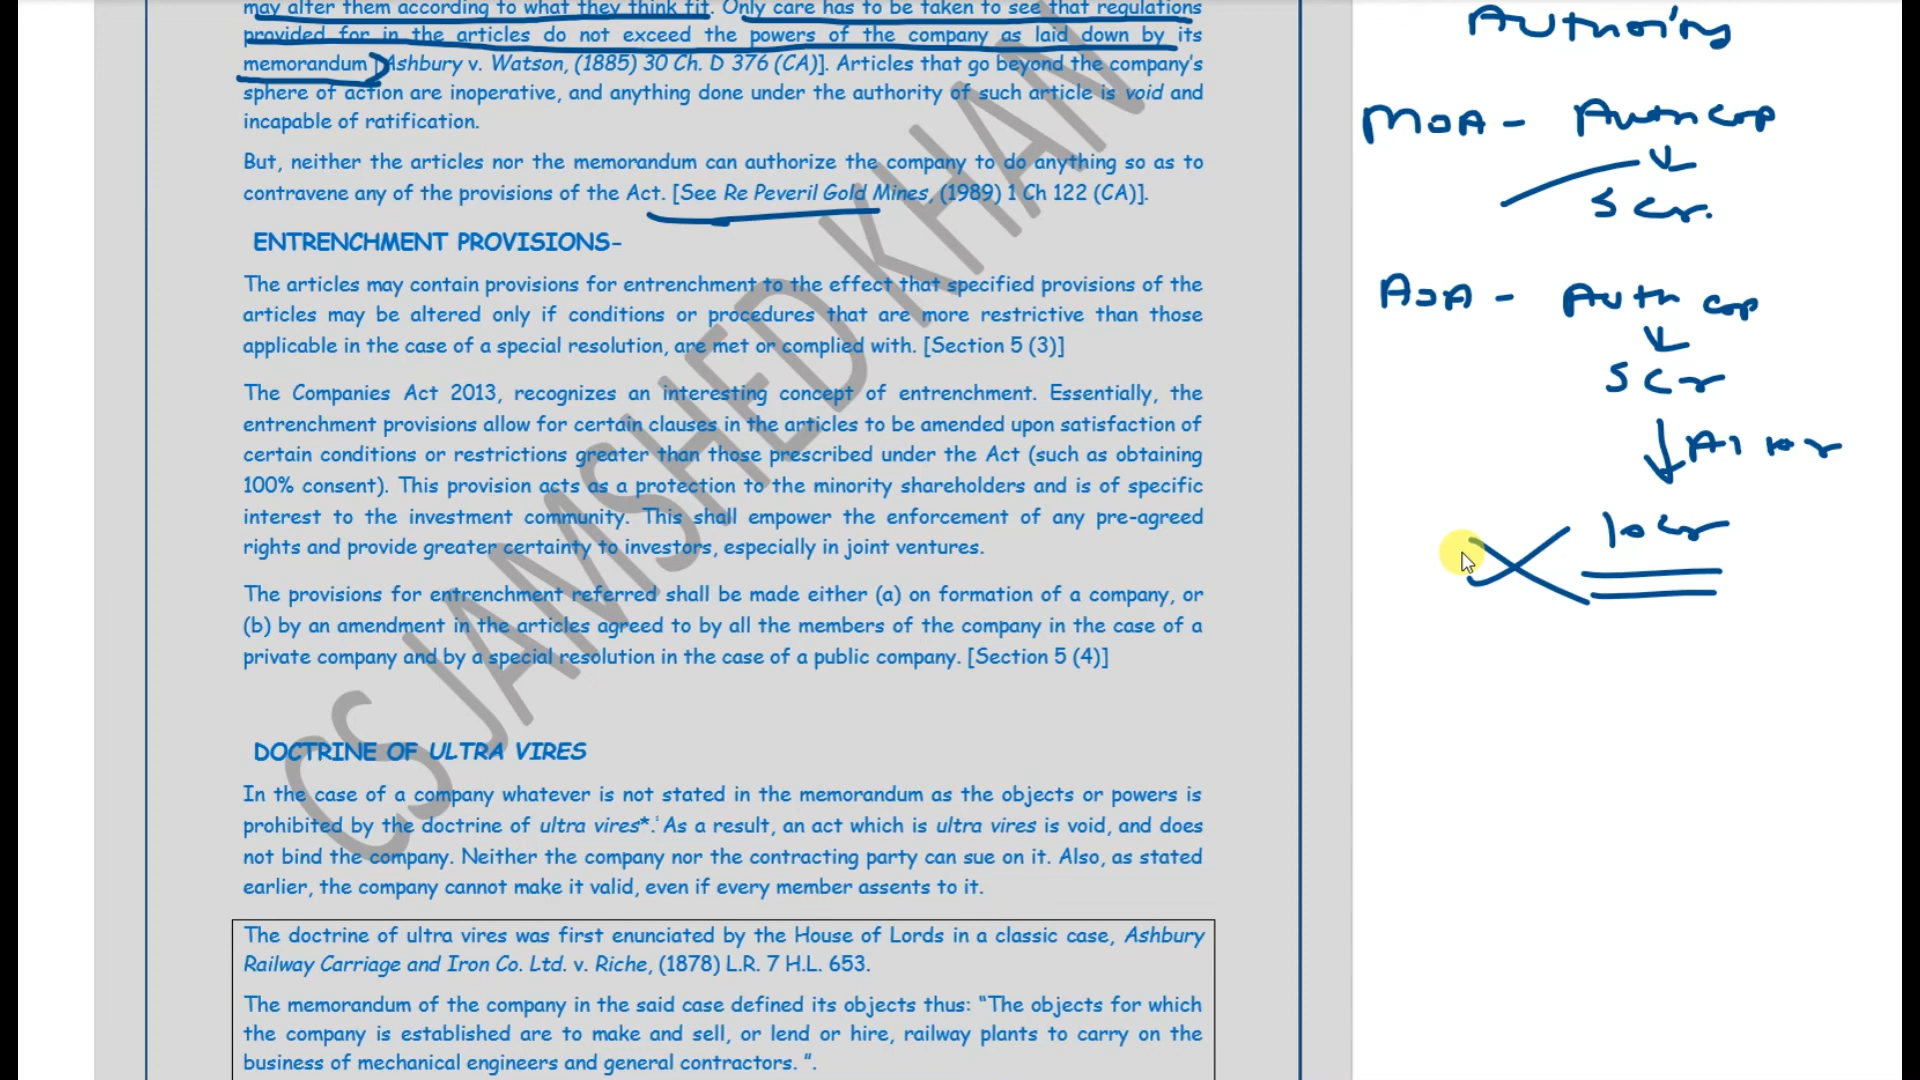 may alter them according to what they think fit. Only care has to be taken to see that regulations
provided for in the articles do not exceed the powers of the company as laid down by its
memorandum Ashbury v. Watson, (1885) 30 Ch. D 376 (CA)]. Articles that go beyond the company's
sphere of action are inoperative, and anything done under the authority of such article is void and
incapable of ratification.
But, neither the articles nor the memorandum can authorize the company to do anything so as to
contravene any of the provisions of the Act. [See Re Peveril Gold Mines, (1989) 1 Ch 122 (CA)].
ENTRENCHMENT PROVISIONS-
The articles may contain provisions for entrenchment to the effect that specified provisions of the
articles may be altered only if conditions or procedures that are more restrictive than those
applicable in the case of a special resolution, are met or complied with. [Section 5 (3)]
The Companies Act 2013, recognizes an interesting concept of entrenchment. Essentially, the
entrenchment provisions allow for certain clauses in the articles to be amended upon satisfaction of
certain conditions or restrictions greater than those prescribed under the Act (such as obtaining
100% consent). This provision acts as a protection to the minority shareholders and is of specific
interest to the investment community. This shall empower the enforcement of any pre-agreed
rights and provide greater certainty to investors, especially in joint ventures.
The provisions for entrenchment referred shall be made either (a) on formation of a company, or
(b) by an amendment in the articles agreed to by all the members of the company in the case of a
private company and by a special resolution in the case of a public company. [Section 5 (4)]
DOCTRINE OF ULTRA VIRES
In the case of a company whatever is not stated in the memorandum as the objects or powers is
prohibited by the doctrine of ultra vires*. As a result, an act which is ultra vires is void, and does
not bind the company. Neither the company nor the contracting party can sue on it. Also, as stated
earlier, the company cannot make it valid, even if every member assents to it.
The doctrine of ultra vires was first enunciated by the House of Lords in a classic case, Ashbury
Railway Carriage and Iron Co. Ltd. v. Riche, (1878) L.R. 7 H.L. 653.
The memorandum of the company in the said case defined its objects thus: “The objects for which
the company is established are to make and sell, or lend or hire, railway plants to carry on the
business of mechanical engineers and general contractors. ”.
CS JAMSHED KHAN
MOA - Auth Cap
5 Cr.
AOA - Auth Cap
5 Cr
10 Cr